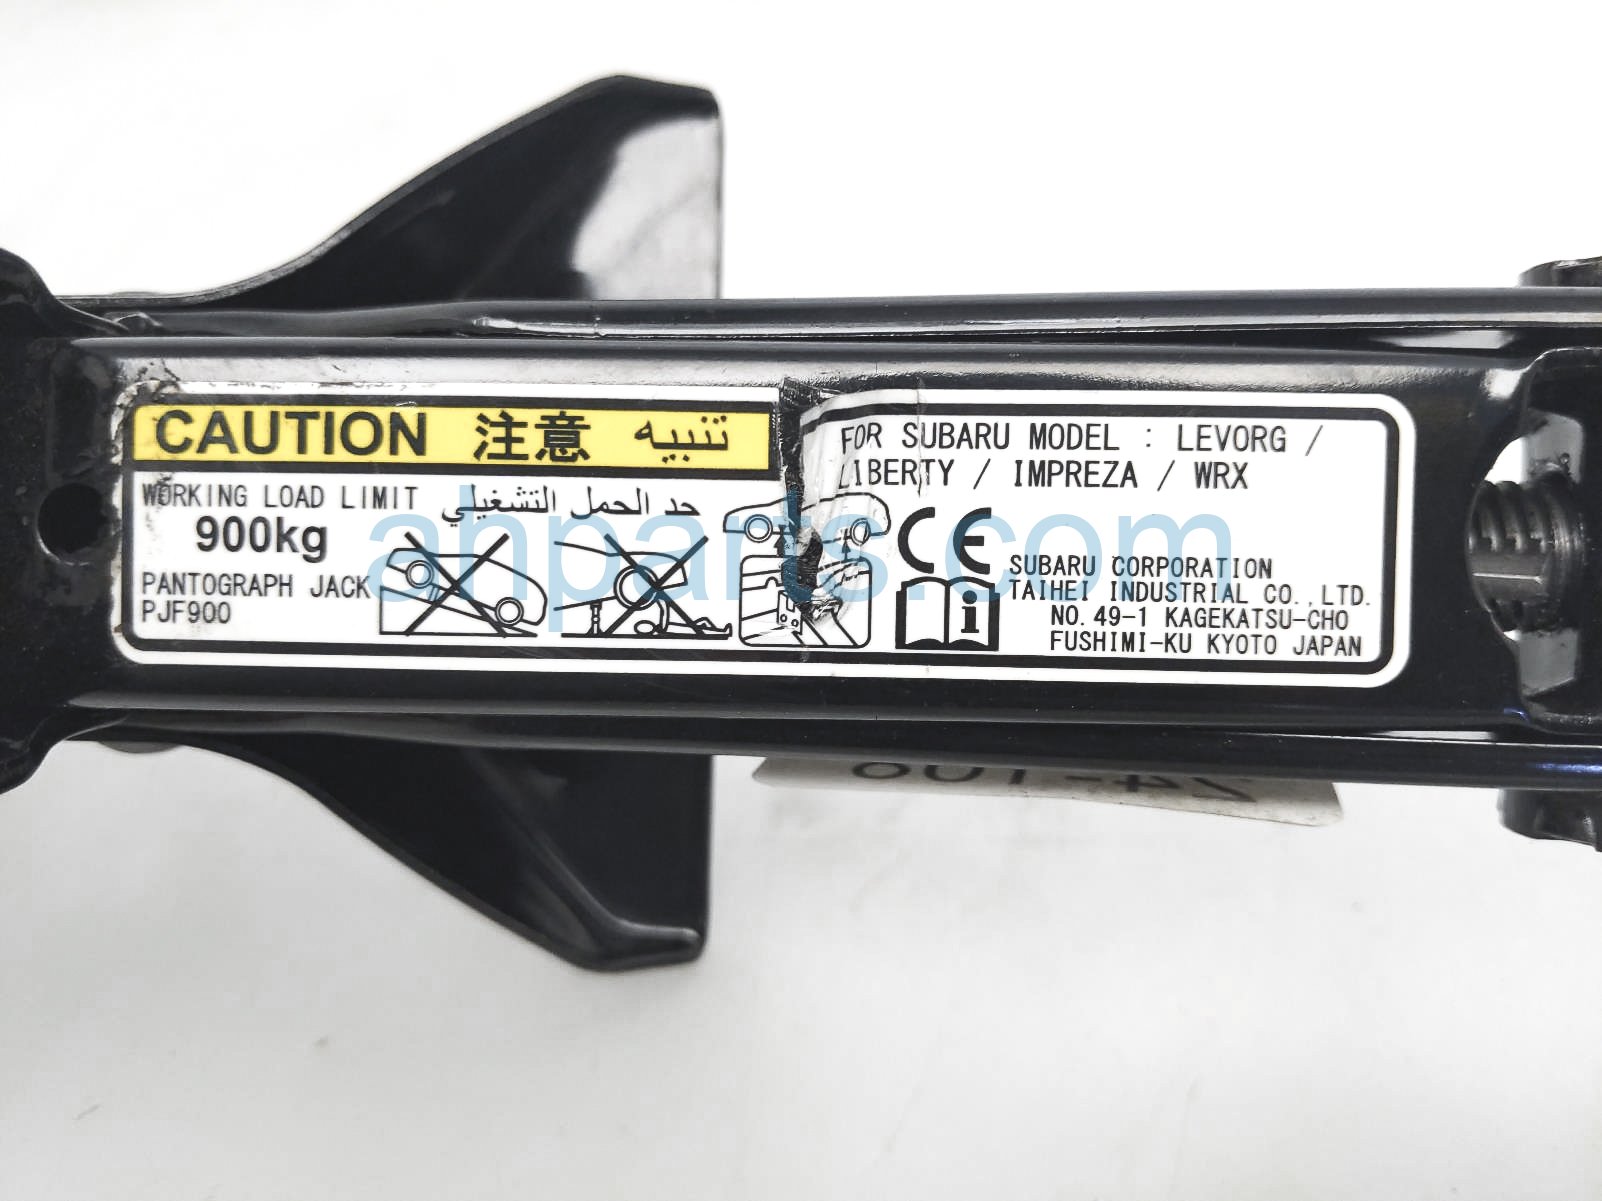 CAUTION 注意 تنبيه
WORKING LOAD LIMIT حد الحمل التشغيلي
900kg
PANTOGRAPH JACK
PJF900
FOR SUBARU MODEL : LEVORG /
LIBERTY / IMPREZA / WRX
CE
i
SUBARU CORPORATION
TAIHEI INDUSTRIAL CO.,LTD.
NO. 49-1 KAGEKATSU-CHO
FUSHIMI-KU KYOTO JAPAN
ahparts.com